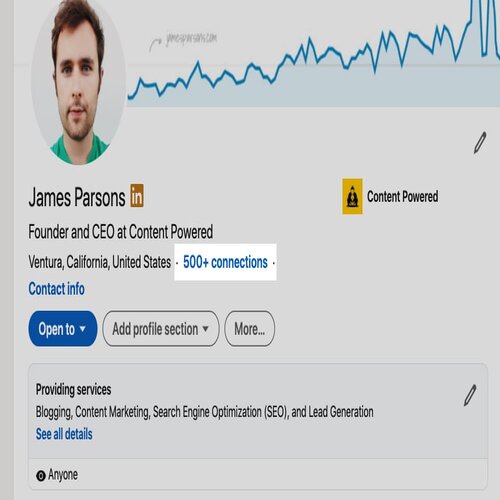 jamesparsons.com
James Parsons in
Content Powered
Founder and CEO at Content Powered
Ventura, California, United States · 500+ connections ·
Contact info
Open to
Add profile section
More...
Providing services
Blogging, Content Marketing, Search Engine Optimization (SEO), and Lead Generation
See all details
Anyone